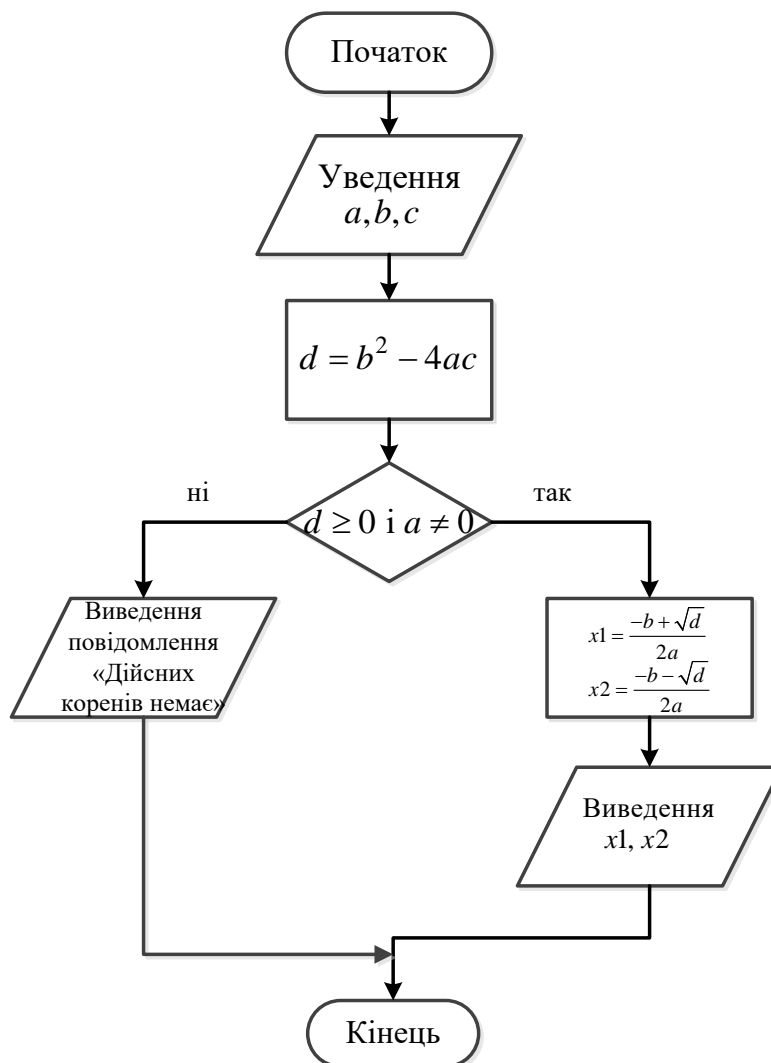 Початок
Уведення
a, b, c
d = b² − 4ac
ні
так
d ≥ 0 і a ≠ 0
Виведення
повідомлення
«Дійсних
коренів немає»
x1 = (−b + √d) / 2a
x2 = (−b − √d) / 2a
Виведення
x1, x2
Кінець